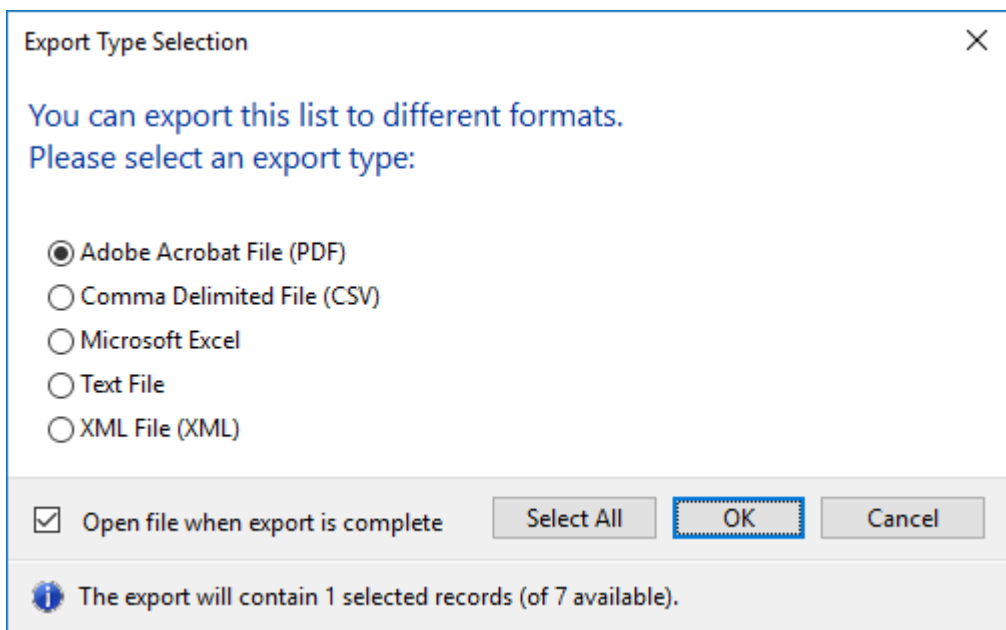 Export Type Selection
You can export this list to different formats.
Please select an export type:
Adobe Acrobat File (PDF)
Comma Delimited File (CSV)
Microsoft Excel
Text File
XML File (XML)
Open file when export is complete
Select All
OK
Cancel
The export will contain 1 selected records (of 7 available).